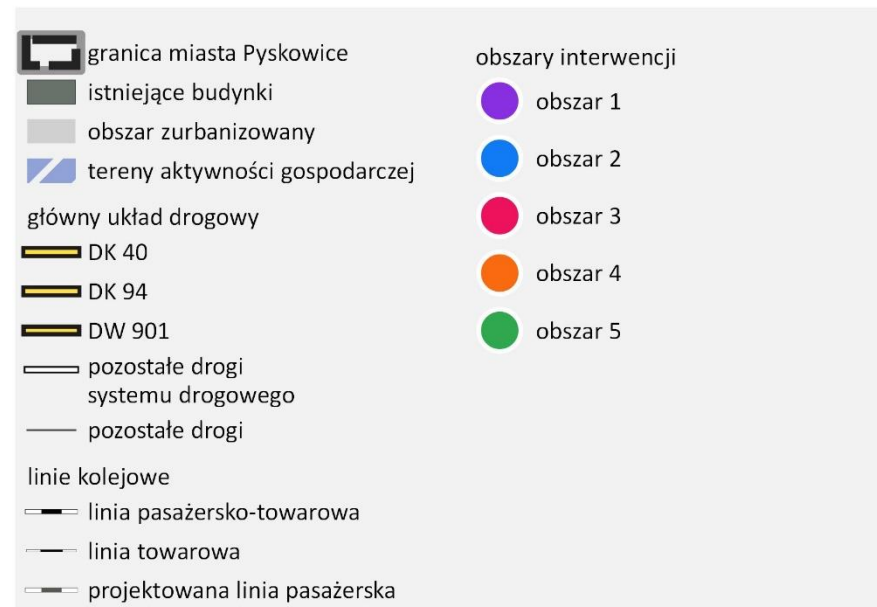 granica miasta Pyskowice
istniejące budynki
obszar zurbanizowany
tereny aktywności gospodarczej
główny układ drogowy
DK 40
DK 94
DW 901
pozostałe drogi
systemu drogowego
pozostałe drogi
linie kolejowe
linia pasażersko-towarowa
linia towarowa
projektowana linia pasażerska
obszary interwencji
obszar 1
obszar 2
obszar 3
obszar 4
obszar 5